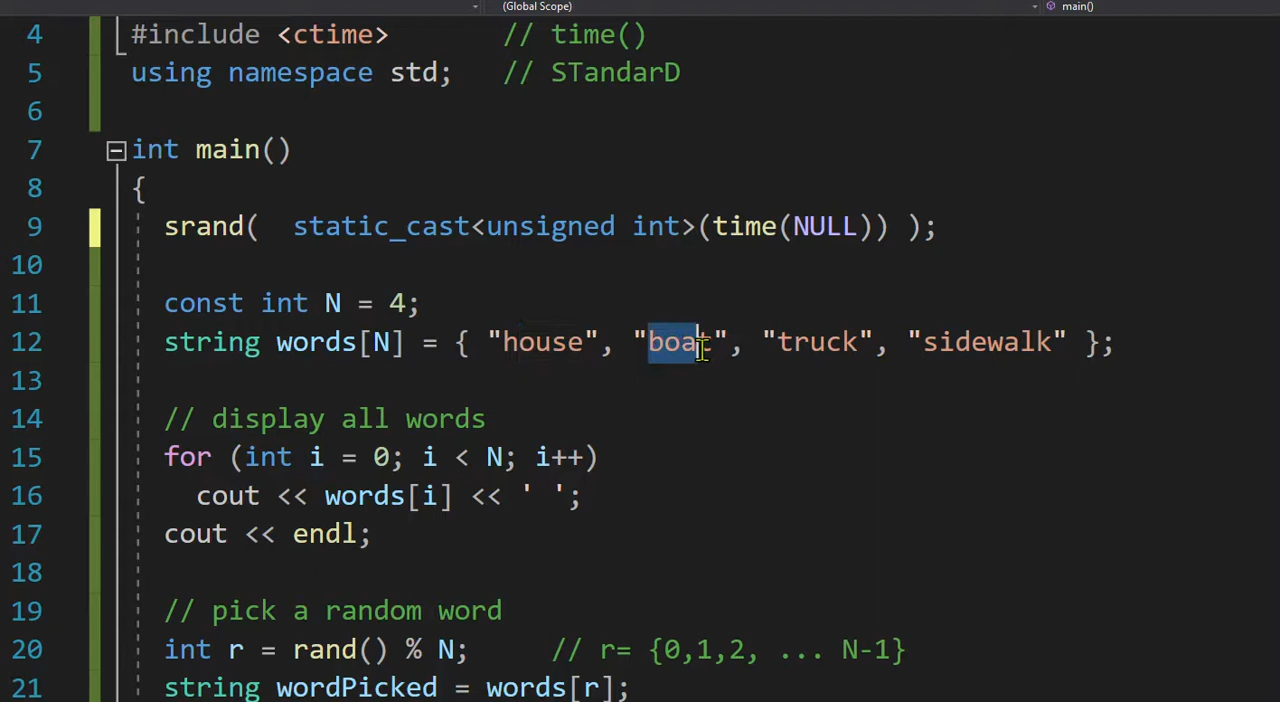 (Global Scope) main()
4 #include <ctime> // time()
5 using namespace std; // STandarD
6
7 int main()
8 {
9 srand(  static_cast<unsigned int>(time(NULL)) );
10
11 const int N = 4;
12 string words[N] = { "house", "boat", "truck", "sidewalk" };
13
14 // display all words
15 for (int i = 0; i < N; i++)
16 cout << words[i] << ' ';
17 cout << endl;
18
19 // pick a random word
20 int r = rand() % N; // r= {0,1,2, ... N-1}
21 string wordPicked = words[r];